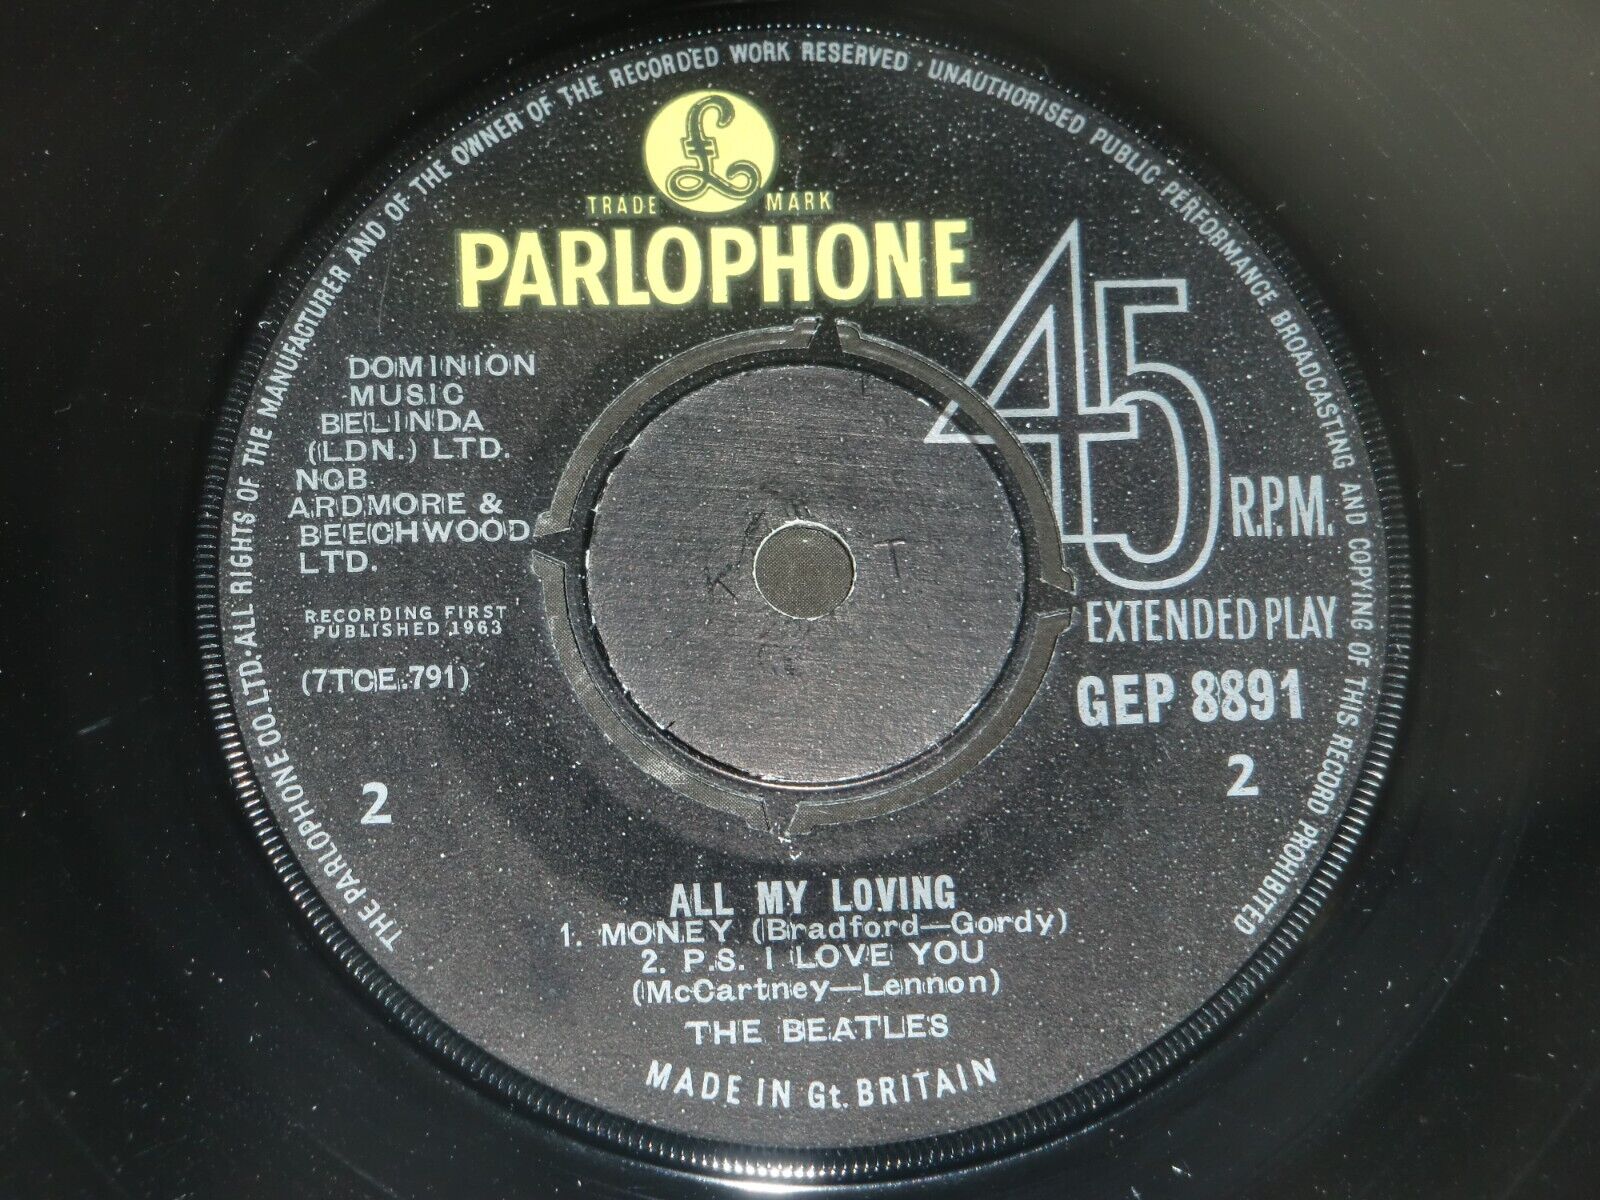 THE PARLOPHONE CO. LTD. · ALL RIGHTS OF THE MANUFACTURER AND OF THE OWNER OF THE RECORDED WORK RESERVED · UNAUTHORISED PUBLIC PERFORMANCE BROADCASTING AND COPYING OF THIS RECORD PROHIBITED
£
TRADE MARK
PARLOPHONE
45
R.P.M.
EXTENDED PLAY
GEP 8891
2
DOMINION
MUSIC
BELINDA
(LDN.) LTD.
NCB
ARDMORE &
BEECHWOOD
LTD.
RECORDING FIRST
PUBLISHED 1963
(7TCE.791)
2
K T
ALL MY LOVING
1. MONEY (Bradford—Gordy)
2. P.S. I LOVE YOU
(McCartney—Lennon)
THE BEATLES
MADE IN Gt. BRITAIN